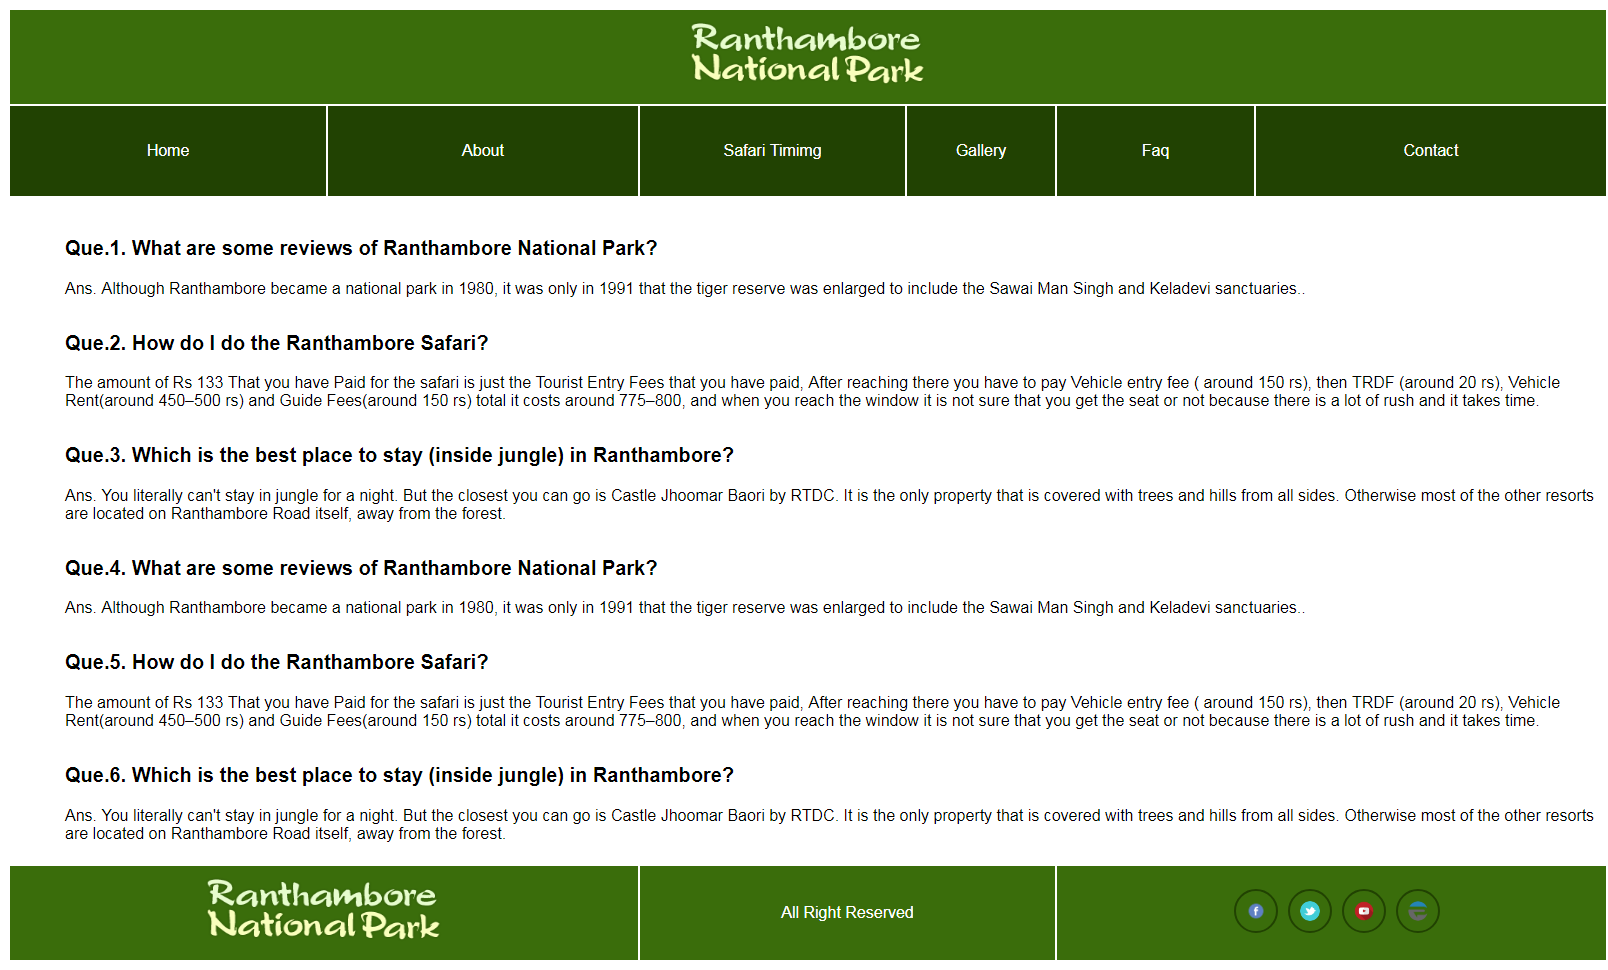 Ranthambore
National Park
Home About Safari Timimg Gallery Faq Contact
Que.1. What are some reviews of Ranthambore National Park?
Ans. Although Ranthambore became a national park in 1980, it was only in 1991 that the tiger reserve was enlarged to include the Sawai Man Singh and Keladevi sanctuaries..
Que.2. How do I do the Ranthambore Safari?
The amount of Rs 133 That you have Paid for the safari is just the Tourist Entry Fees that you have paid, After reaching there you have to pay Vehicle entry fee ( around 150 rs), then TRDF (around 20 rs), Vehicle
Rent(around 450–500 rs) and Guide Fees(around 150 rs) total it costs around 775–800, and when you reach the window it is not sure that you get the seat or not because there is a lot of rush and it takes time.
Que.3. Which is the best place to stay (inside jungle) in Ranthambore?
Ans. You literally can't stay in jungle for a night. But the closest you can go is Castle Jhoomar Baori by RTDC. It is the only property that is covered with trees and hills from all sides. Otherwise most of the other resorts
are located on Ranthambore Road itself, away from the forest.
Que.4. What are some reviews of Ranthambore National Park?
Ans. Although Ranthambore became a national park in 1980, it was only in 1991 that the tiger reserve was enlarged to include the Sawai Man Singh and Keladevi sanctuaries..
Que.5. How do I do the Ranthambore Safari?
The amount of Rs 133 That you have Paid for the safari is just the Tourist Entry Fees that you have paid, After reaching there you have to pay Vehicle entry fee ( around 150 rs), then TRDF (around 20 rs), Vehicle
Rent(around 450–500 rs) and Guide Fees(around 150 rs) total it costs around 775–800, and when you reach the window it is not sure that you get the seat or not because there is a lot of rush and it takes time.
Que.6. Which is the best place to stay (inside jungle) in Ranthambore?
Ans. You literally can't stay in jungle for a night. But the closest you can go is Castle Jhoomar Baori by RTDC. It is the only property that is covered with trees and hills from all sides. Otherwise most of the other resorts
are located on Ranthambore Road itself, away from the forest.
Ranthambore
National Park
All Right Reserved